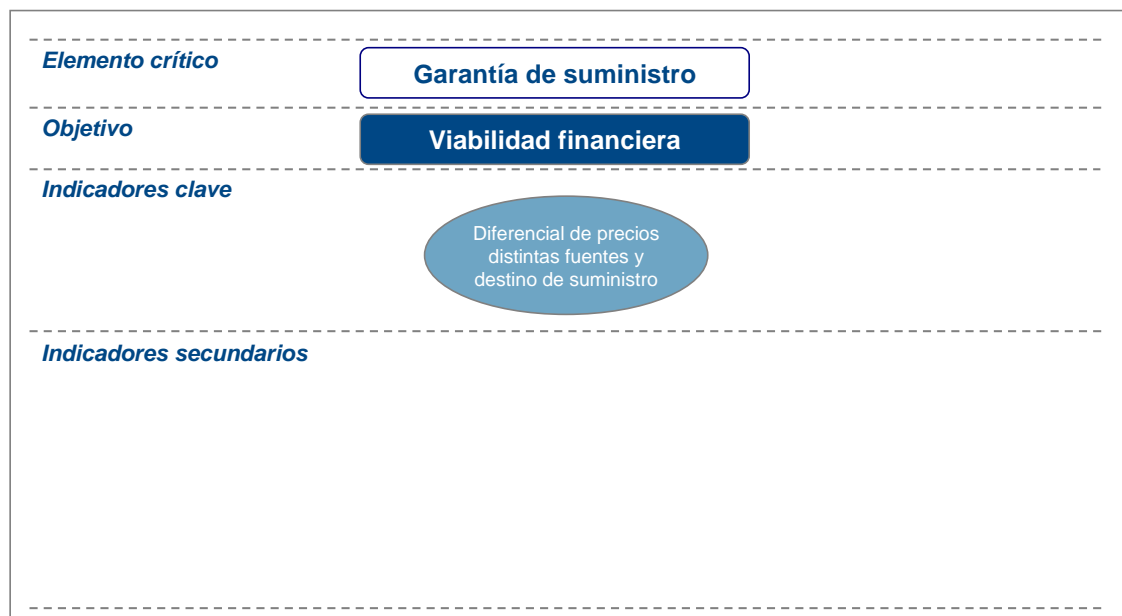 Elemento crítico
Garantía de suministro
Objetivo
Viabilidad financiera
Indicadores clave
Diferencial de precios
distintas fuentes y
destino de suministro
Indicadores secundarios